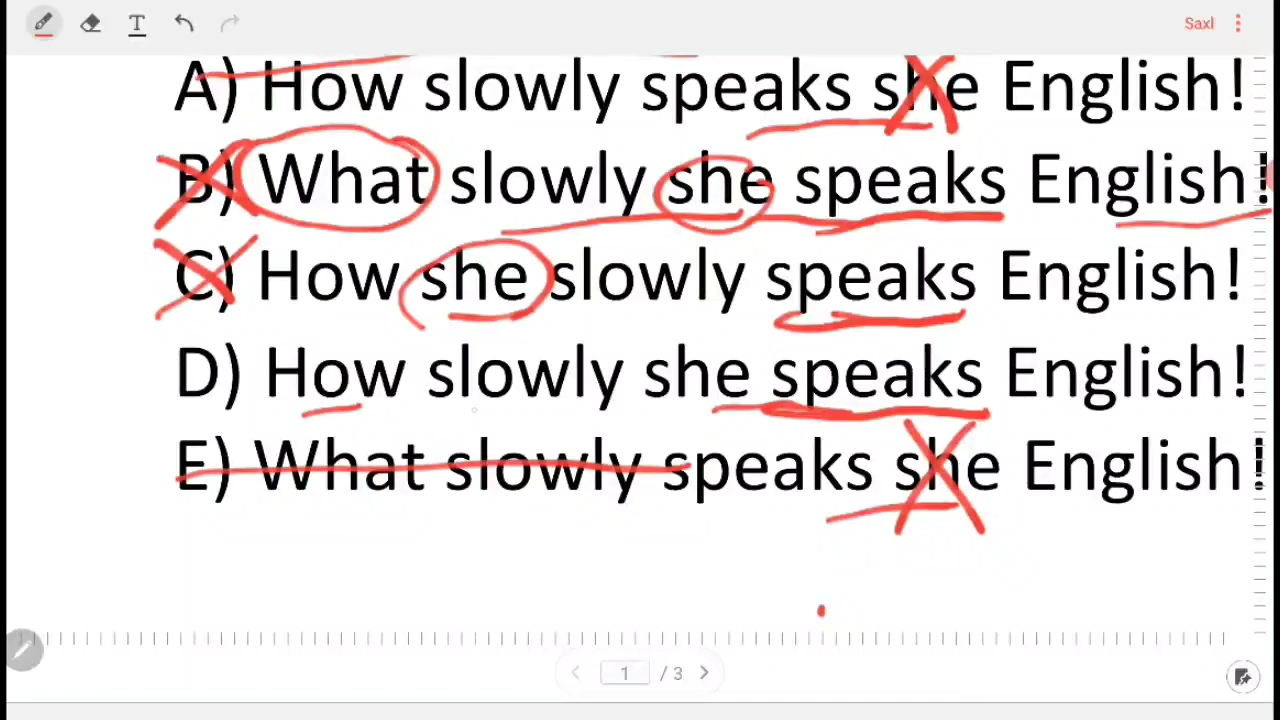 T Saxl
A) How slowly speaks she English!
B) What slowly she speaks English!
C) How she slowly speaks English!
D) How slowly she speaks English!
E) What slowly speaks she English!
1 / 3